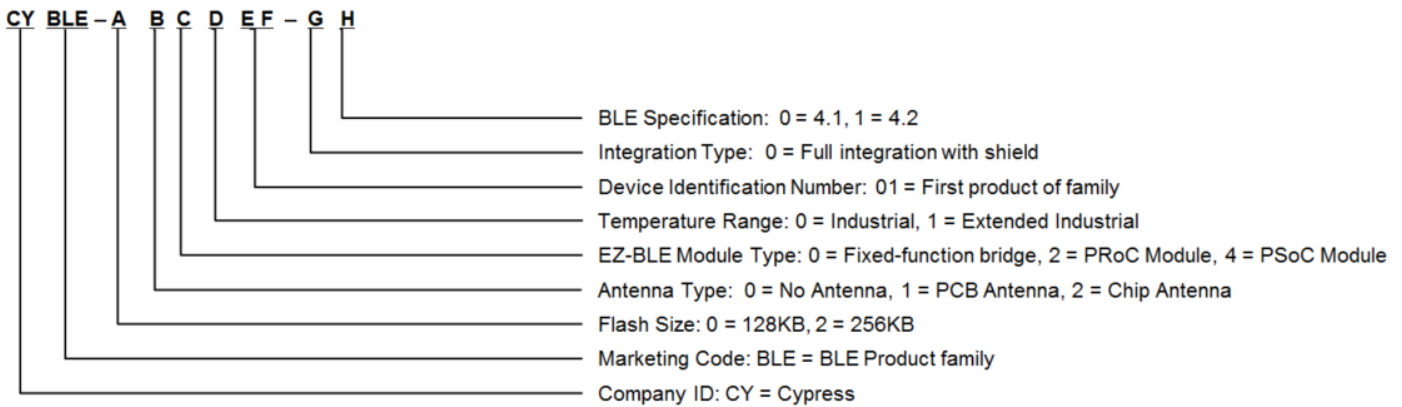 CY BLE – A B C D E F – G H
BLE Specification: 0 = 4.1, 1 = 4.2
Integration Type: 0 = Full integration with shield
Device Identification Number: 01 = First product of family
Temperature Range: 0 = Industrial, 1 = Extended Industrial
EZ-BLE Module Type: 0 = Fixed-function bridge, 2 = PRoC Module, 4 = PSoC Module
Antenna Type: 0 = No Antenna, 1 = PCB Antenna, 2 = Chip Antenna
Flash Size: 0 = 128KB, 2 = 256KB
Marketing Code: BLE = BLE Product family
Company ID: CY = Cypress